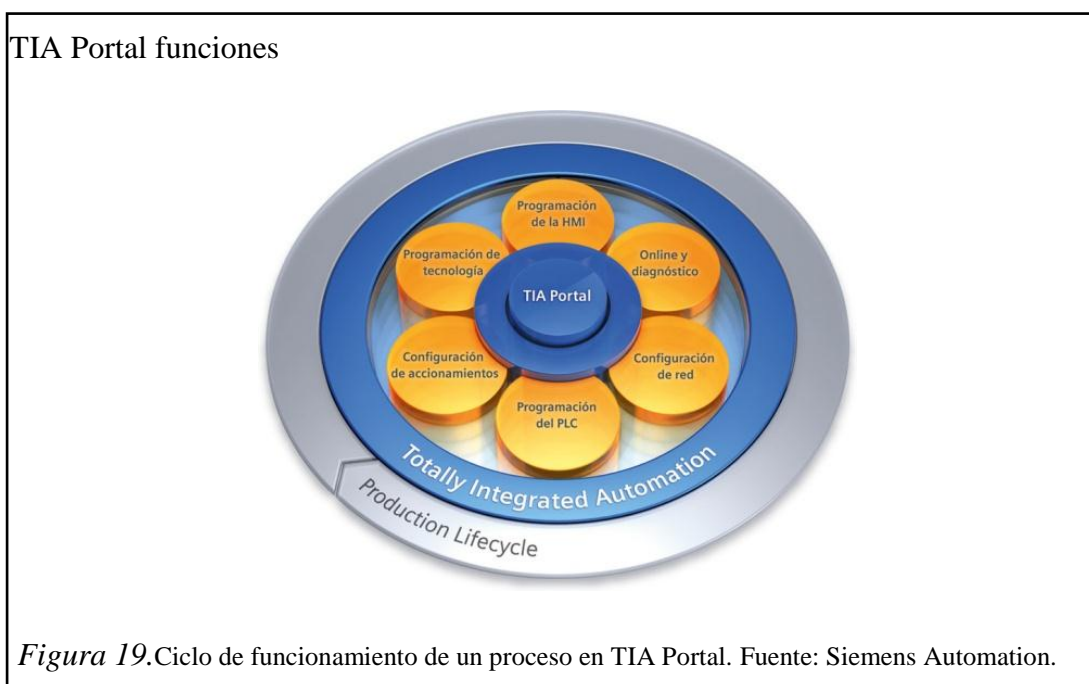 TIA Portal funciones
Programación
de la HMI
Programación de
tecnología
Online y
diagnóstico
TIA Portal
Configuración
de accionamientos
Configuración
de red
Programación
del PLC
Totally Integrated Automation
Production Lifecycle
Figura 19.Ciclo de funcionamiento de un proceso en TIA Portal. Fuente: Siemens Automation.